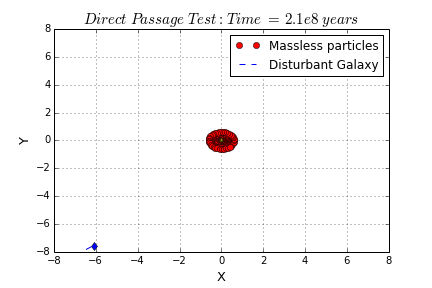 Direct Passage Test : Time = 2.1e8 years
Massless particles
Disturbant Galaxy
Y
8
6
4
2
0
−2
−4
−6
−8
−8 −6 −4 −2 0 2 4 6 8
X